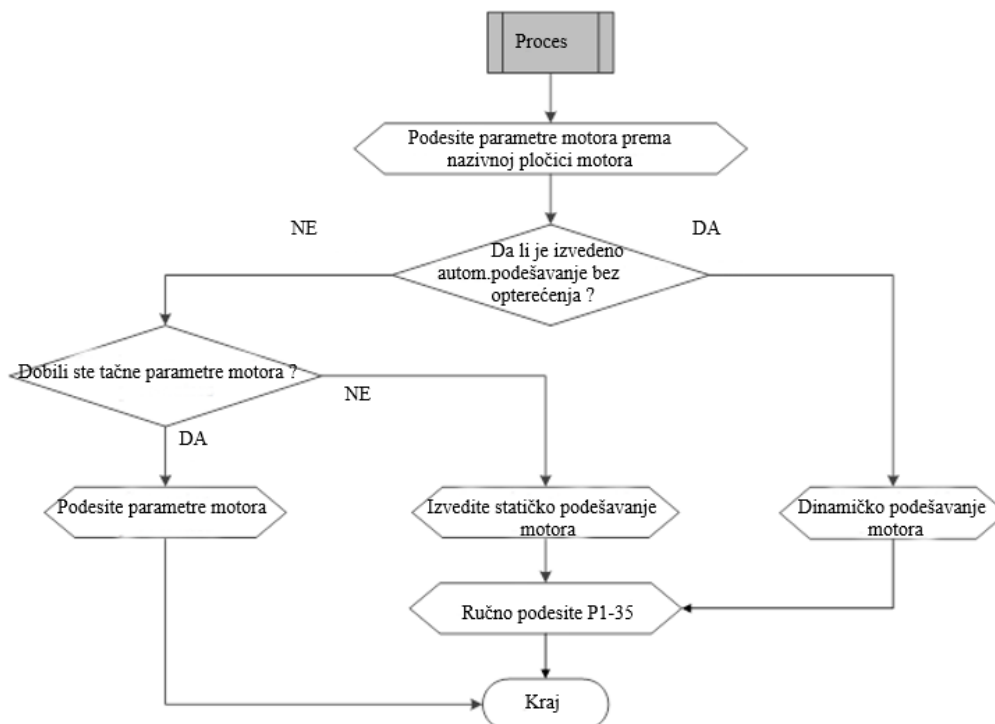 Proces
Podesite parametre motora prema
nazivnoj pločici motora
NE
DA
Da li je izvedeno
autom.podešavanje bez
opterećenja ?
Dobili ste tačne parametre motora ?
NE
DA
Podesite parametre motora
Izvedite statičko podešavanje
motora
Dinamičko podešavanje
motora
Ručno podesite P1-35
Kraj